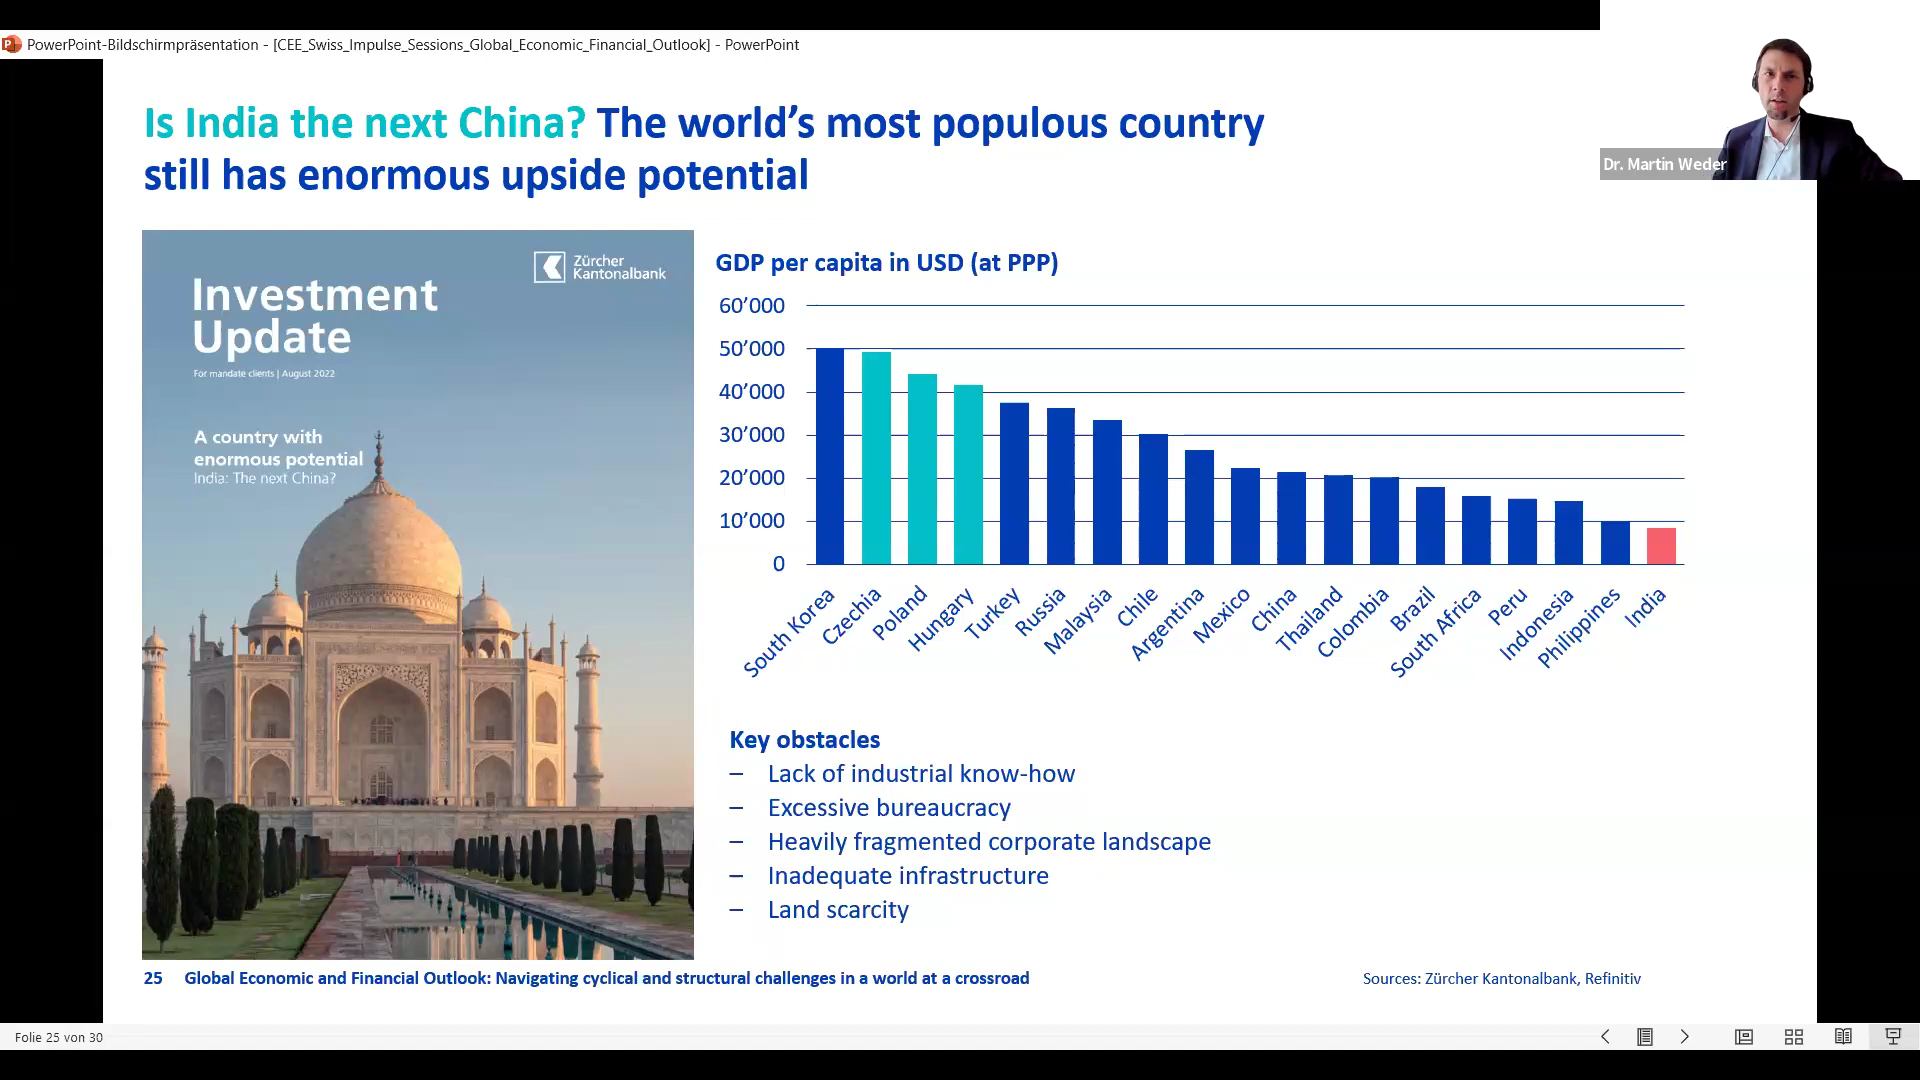 PowerPoint-Bildschirmpräsentation - [CEE_Swiss_Impulse_Sessions_Global_Economic_Financial_Outlook] - PowerPoint
Dr. Martin Weder
Is India the next China? The world’s most populous country
still has enormous upside potential
Zürcher
Kantonalbank
Investment
Update
For mandate clients | August 2022
A country with
enormous potential
India: The next China?
GDP per capita in USD (at PPP)
60’000
50’000
40’000
30’000
20’000
10’000
0
South Korea
Czechia
Poland
Hungary
Turkey
Russia
Malaysia
Chile
Argentina
Mexico
China
Thailand
Colombia
Brazil
South Africa
Peru
Indonesia
Philippines
India
Key obstacles
– Lack of industrial know-how
– Excessive bureaucracy
– Heavily fragmented corporate landscape
– Inadequate infrastructure
– Land scarcity
25 Global Economic and Financial Outlook: Navigating cyclical and structural challenges in a world at a crossroad
Sources: Zürcher Kantonalbank, Refinitiv
Folie 25 von 30